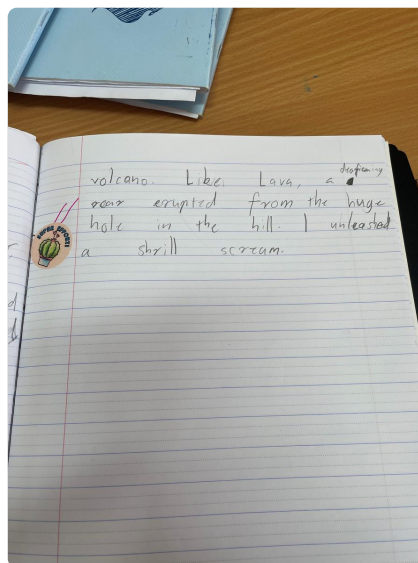 deafening
volcano. Like Lava, a
roar erupted from the huge
hole in the hill. I unleashed
a shrill scream.